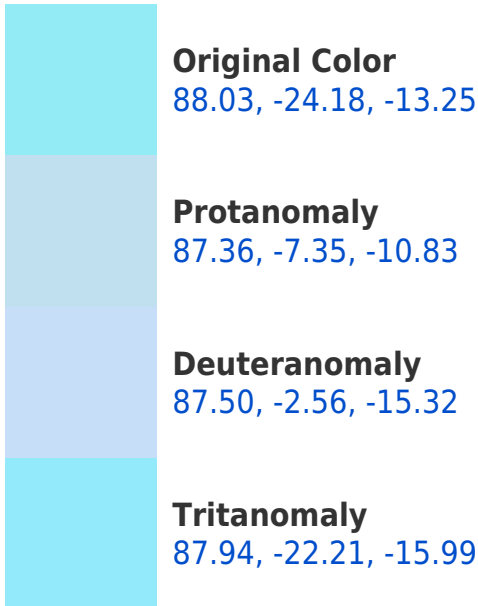 Original Color
88.03, -24.18, -13.25
Protanomaly
87.36, -7.35, -10.83
Deuteranomaly
87.50, -2.56, -15.32
Tritanomaly
87.94, -22.21, -15.99